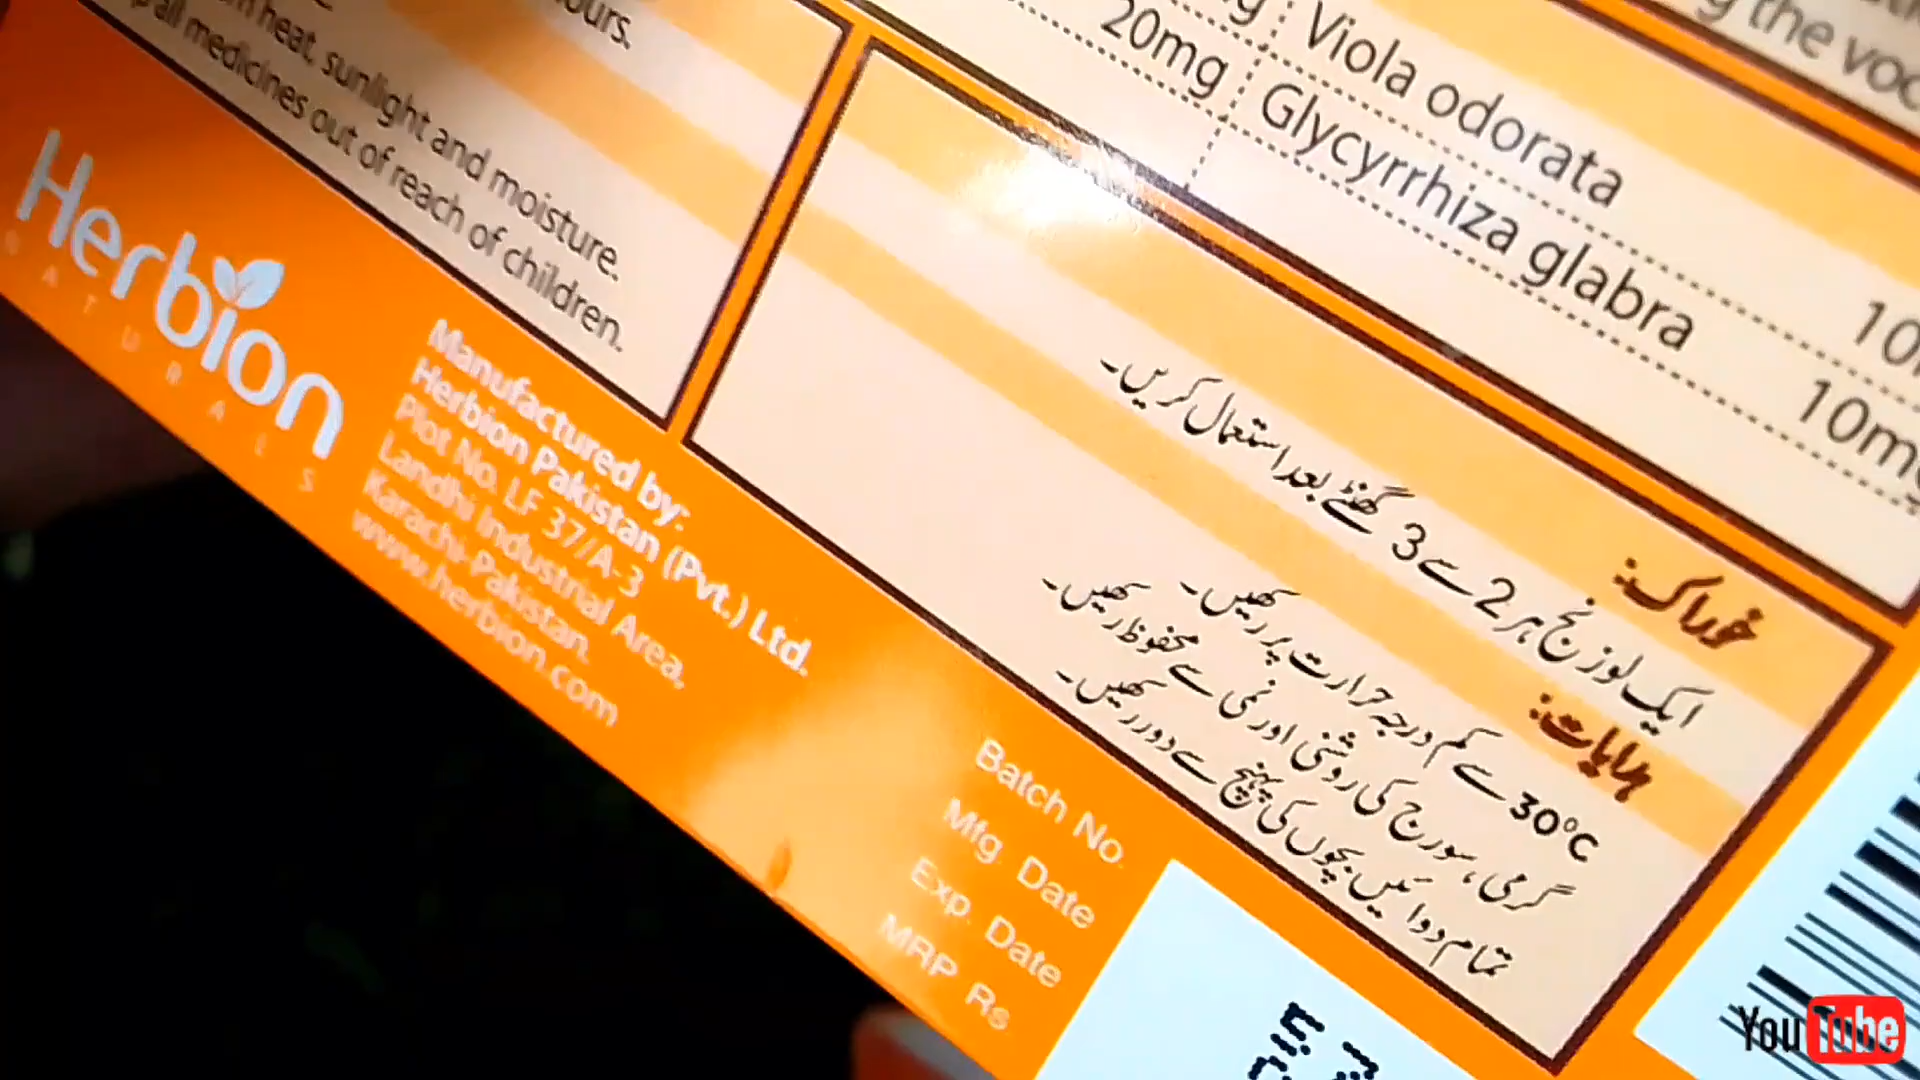 ours.
heat, sunlight and moisture.
all medicines out of reach of children.
Viola odorata
20mg Glycyrrhiza glabra
10mg
the
خوراک:
ایک لوزنج ہر 2 سے 3 گھنٹے بعد استعمال کریں۔
ہدایات:
30°C سے کم درجہ حرارت پر رکھیں۔
گرمی، سورج کی روشنی اور نمی سے محفوظ رکھیں۔
تمام دوائیں بچوں کی پہنچ سے دور رکھیں۔
Herbion
NATURALS
Manufactured by:
Herbion Pakistan (Pvt.) Ltd.
Plot No. LF 37/A-3
Landhi Industrial Area,
Karachi-Pakistan.
www.herbion.com
Batch No.
Mfg. Date
Exp. Date
MRP Rs
YouTube